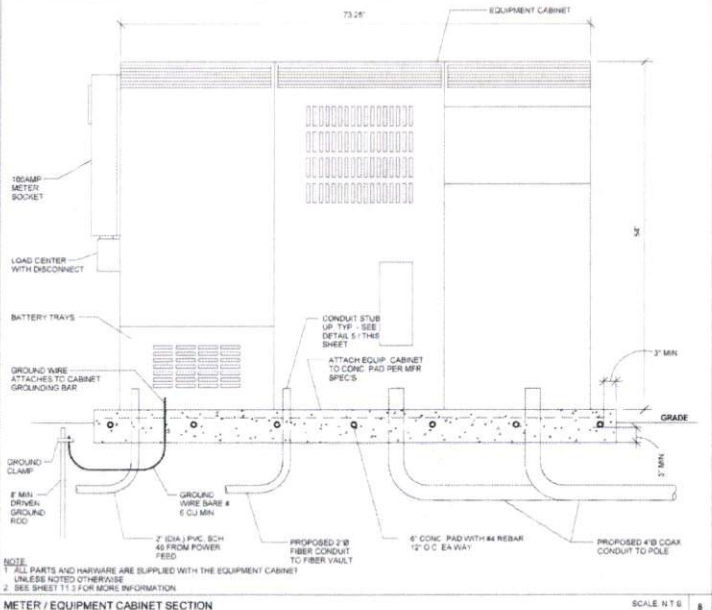 73.25"
EQUIPMENT CABINET
100AMP
METER
SOCKET
54"
LOAD CENTER
WITH DISCONNECT
BATTERY TRAYS
CONDUIT STUB
UP TYP - SEE
DETAIL 5 / THIS
SHEET
3" MIN
ATTACH EQUIP CABINET
TO CONC PAD PER MFR
SPEC'S
GROUND WIRE
ATTACHES TO CABINET
GROUNDING BAR
GRADE
GROUND
CLAMP
8' MIN
DRIVEN
GROUND
ROD
GROUND
WIRE BARE #
6 CU MIN
MIN
2" (DIA) PVC, SCH
40 FROM POWER
FEED
PROPOSED 2"Ø
FIBER CONDUIT
TO FIBER VAULT
6" CONC PAD WITH #4 REBAR
12" O.C. EA WAY
PROPOSED 4"Ø COAX
CONDUIT TO POLE
NOTE
1 ALL PARTS AND HARWARE ARE SUPPLIED WITH THE EQUIPMENT CABINET
UNLESS NOTED OTHERWISE
2 SEE SHEET T1.3 FOR MORE INFORMATION
METER / EQUIPMENT CABINET SECTION
SCALE: N.T.S.
8